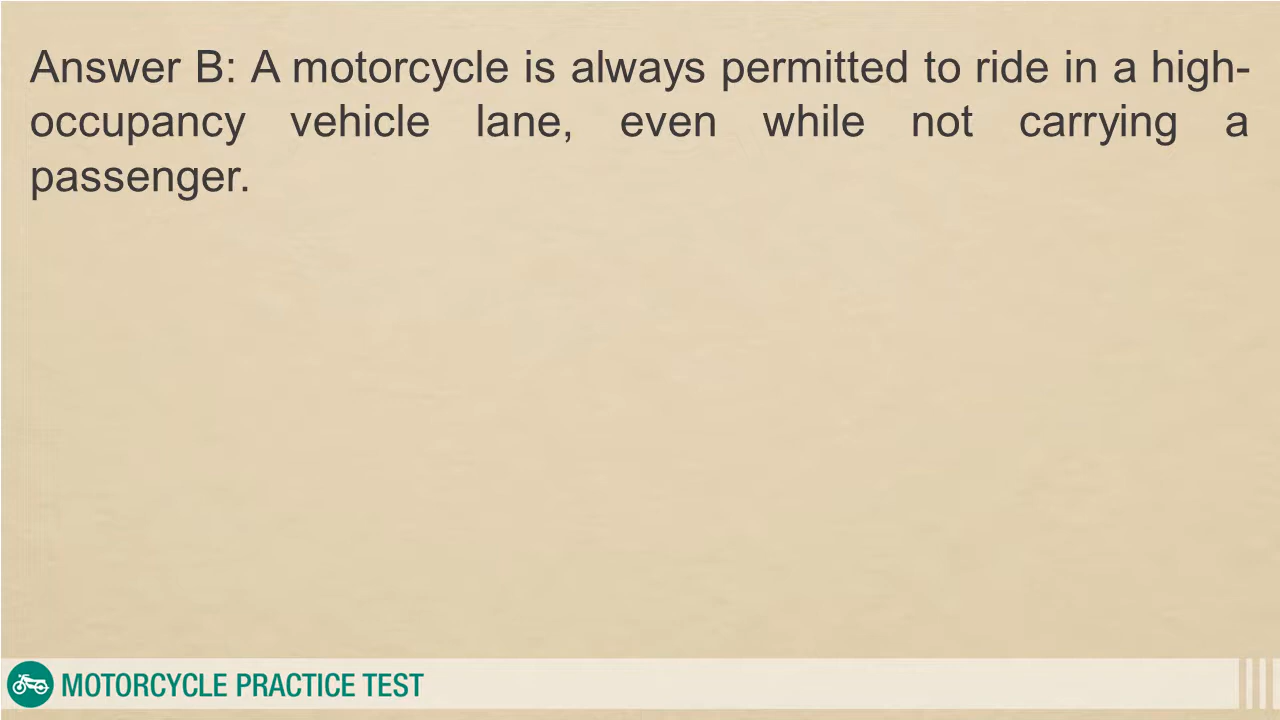 Answer B: A motorcycle is always permitted to ride in a high-
occupancy vehicle lane, even while not carrying a
passenger.
MOTORCYCLE PRACTICE TEST